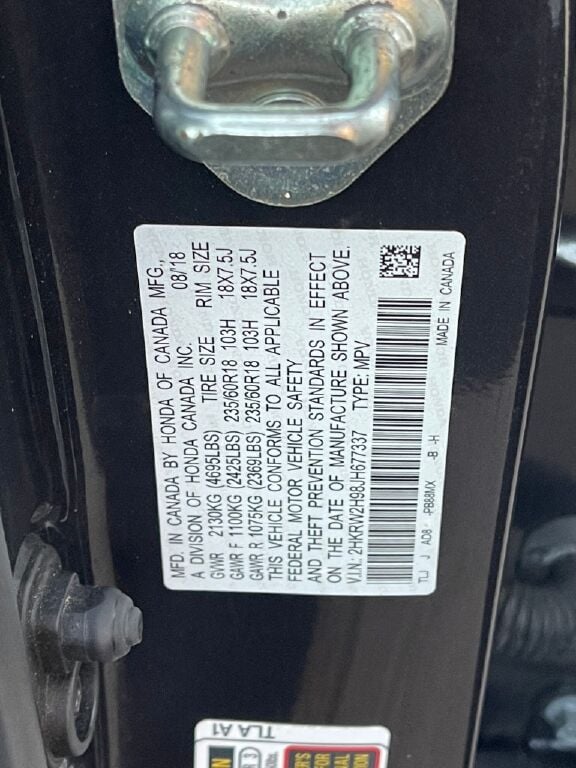 MFD. IN CANADA BY HONDA OF CANADA MFG.,
A DIVISION OF HONDA CANADA INC. 08/18
GVWR 2130KG (4695LBS) TIRE SIZE RIM SIZE
GAWR F 1100KG (2425LBS) 235/60R18 103H 18X7.5J
GAWR R 1075KG (2369LBS) 235/60R18 103H 18X7.5J
THIS VEHICLE CONFORMS TO ALL APPLICABLE
FEDERAL MOTOR VEHICLE SAFETY
AND THEFT PREVENTION STANDARDS IN EFFECT
ON THE DATE OF MANUFACTURE SHOWN ABOVE.
V.I.N: 2HKRW2H98JH677337 TYPE: MPV
TLJ J AD8 -PB88MX -B -H
MADE IN CANADA
TLA A1